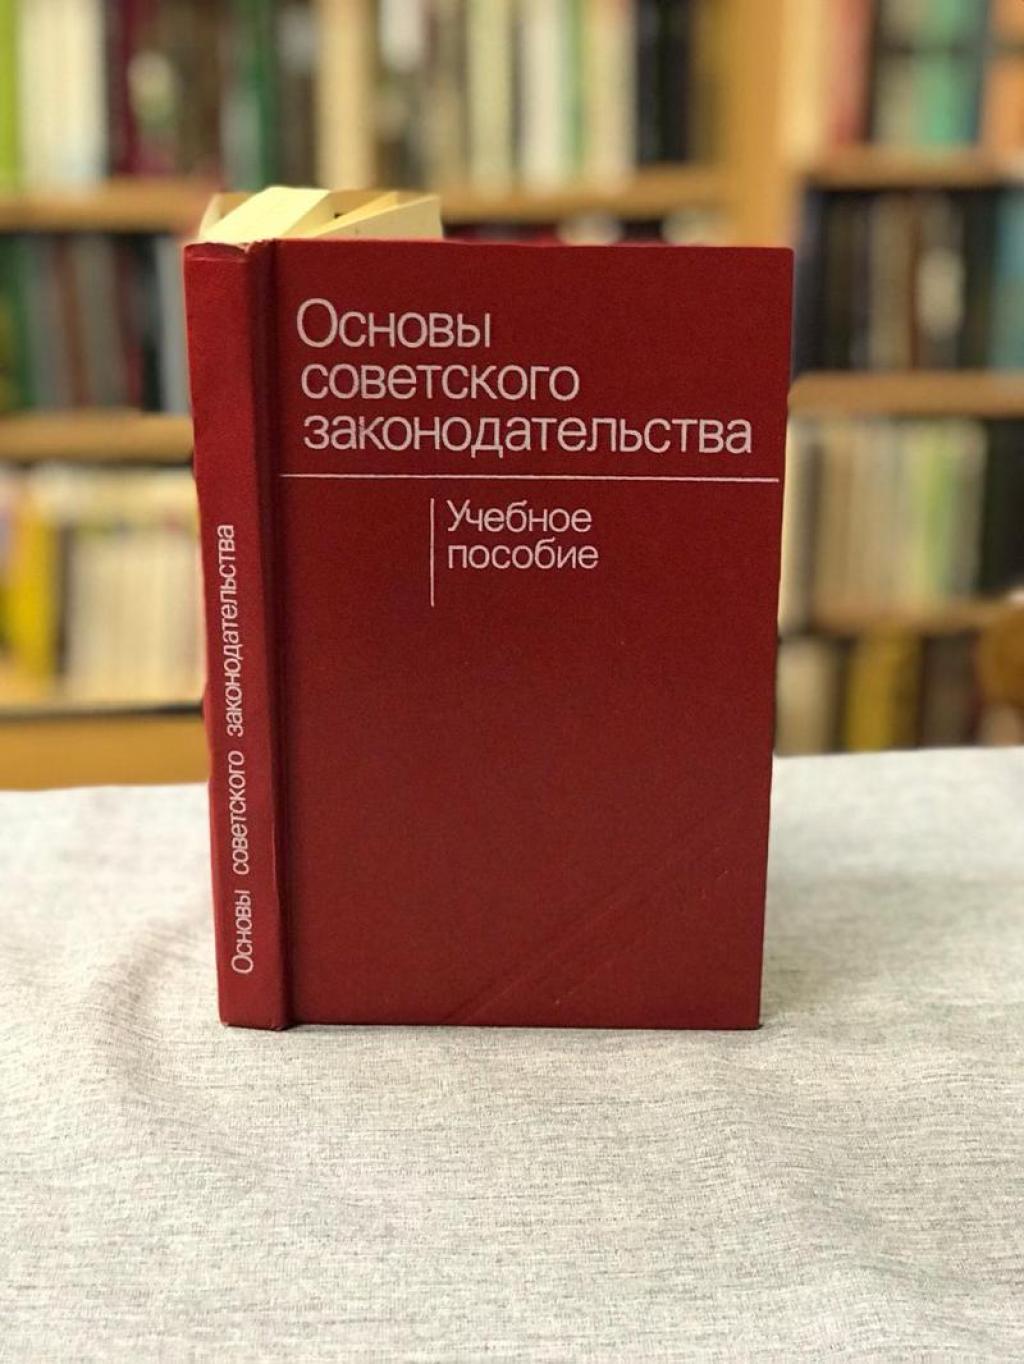 Основы
советского
законодательства
Учебное
пособие
Основы советского законодательства